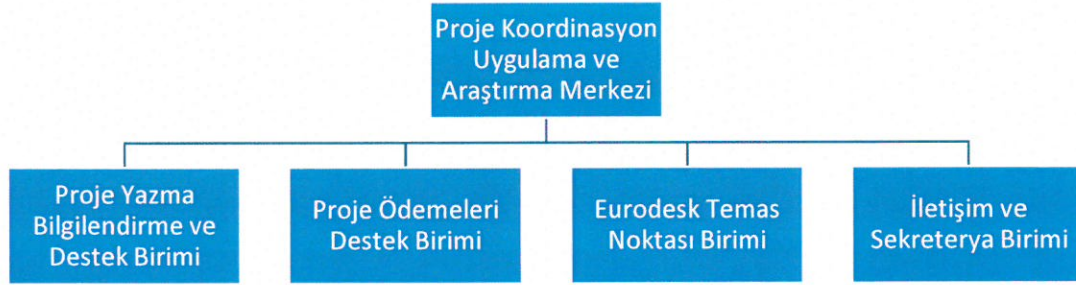 Proje Koordinasyon
Uygulama ve
Araştırma Merkezi
Proje Yazma
Bilgilendirme ve
Destek Birimi
Proje Ödemeleri
Destek Birimi
Eurodesk Temas
Noktası Birimi
İletişim ve
Sekreterya Birimi